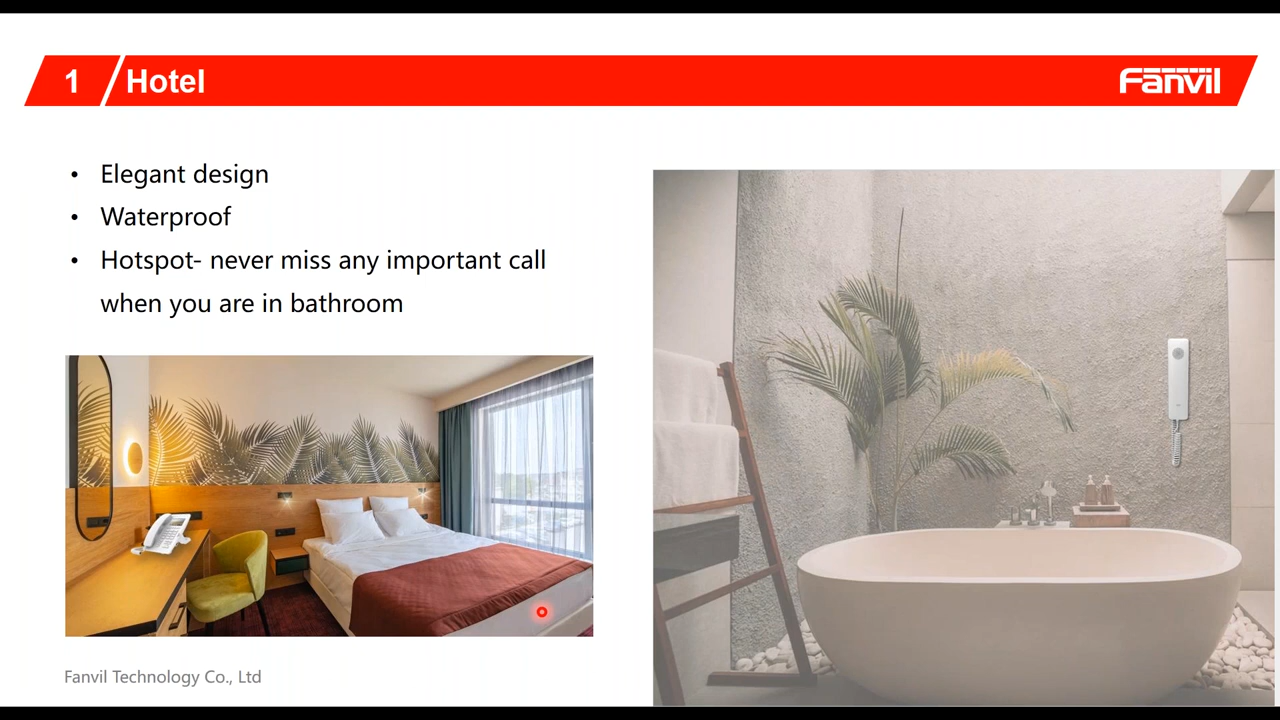 1 Hotel
Fanvil
• Elegant design
• Waterproof
• Hotspot- never miss any important call
when you are in bathroom
Fanvil Technology Co., Ltd